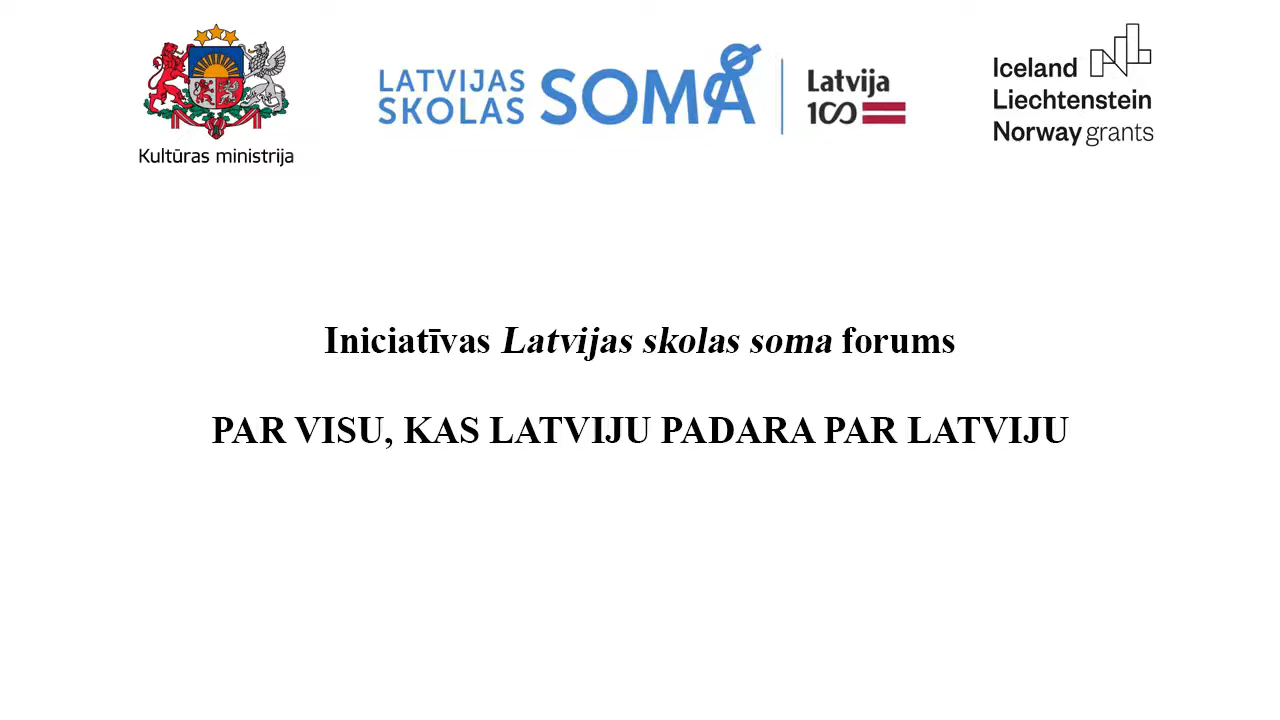 Kultūras ministrija
LATVIJAS
SKOLAS
SOMA
Latvija
100
Iceland
Liechtenstein
Norway grants
Iniciatīvas Latvijas skolas soma forums
PAR VISU, KAS LATVIJU PADARA PAR LATVIJU